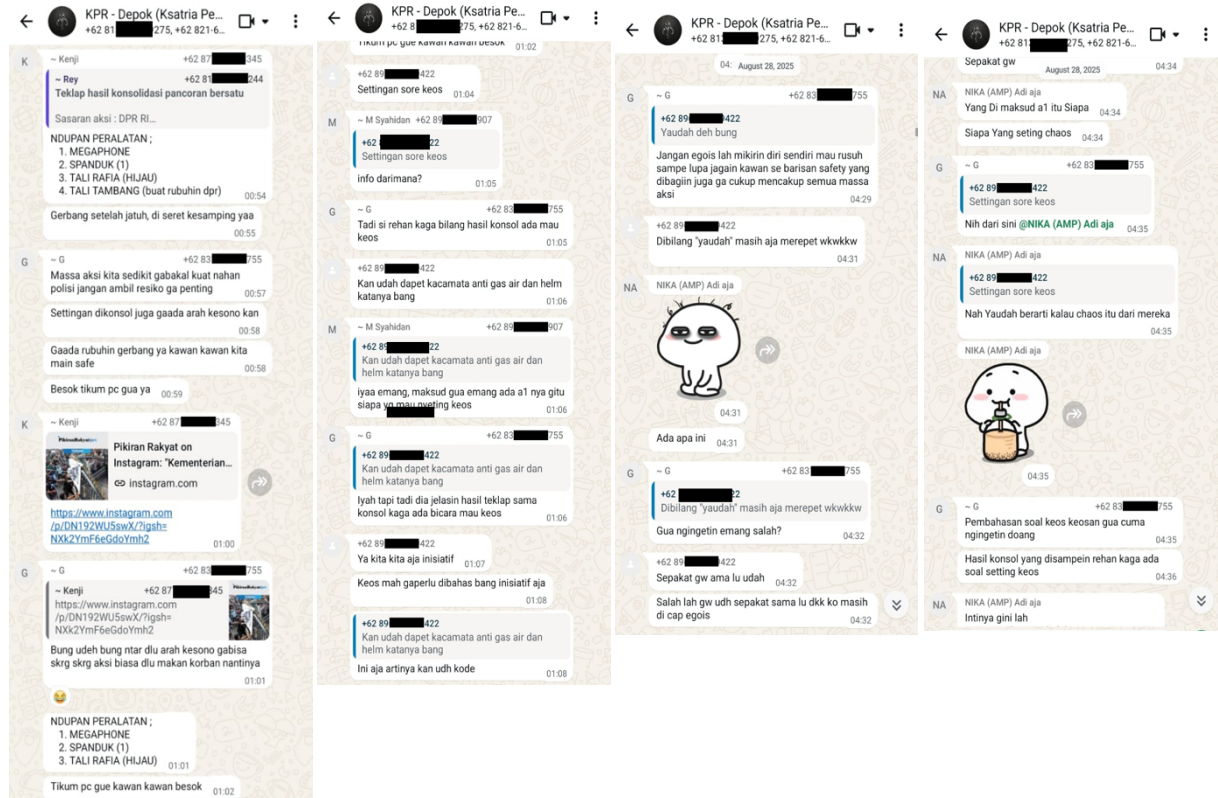 KPR - Depok (Ksatria Pe...
+62 81 275, +62 821-6...
K
~ Kenji +62 87 345
~ Rey +62 81 244
Teklap hasil konsolidasi pancoran bersatu
Sasaran aksi : DPR RI...
NDUPAN PERALATAN ;
1. MEGAPHONE
2. SPANDUK (1)
3. TALI RAFIA (HIJAU)
4. TALI TAMBANG (buat rubuhin dpr)
00:54
Gerbang setelah jatuh, di seret kesamping yaa
00:55
G
~ G +62 83 755
Massa aksi kita sedikit gabakal kuat nahan
polisi jangan ambil resiko ga penting
00:57
Settingan dikonsol juga gaada arah kesono kan
00:58
Gaada rubuhin gerbang ya kawan kawan kita
main safe
00:58
Besok tikum pc gua ya 00:59
K
~ Kenji +62 87 345
Pikiran Rakyat on
Instagram: "Kementerian...
instagram.com
https://www.instagram.com
/p/DN192WU5swX/?igsh=
NXk2YmF6eGdoYmh2
01:00
G
~ G +62 83 755
~ Kenji +62 87 345
https://www.instagram.com
/p/DN192WU5swX/?igsh=
NXk2YmF6eGdoYmh2
Bung udeh bung ntar dlu arah kesono gabisa
skrg skrg aksi biasa dlu makan korban nantinya
01:01
NDUPAN PERALATAN ;
1. MEGAPHONE
2. SPANDUK (1)
3. TALI RAFIA (HIJAU)
01:01
Tikum pc gue kawan kawan besok 01:02
KPR - Depok (Ksatria Pe...
+62 8 275, +62 821-6...
Tikum pc gue kawan kawan besok 01:02
+62 89 422
Settingan sore keos 01:04
M
~ M Syahidan +62 89 907
+62 22
Settingan sore keos
info darimana?
01:05
G
~ G +62 83 755
Tadi si rehan kaga bilang hasil konsol ada mau
keos
01:05
+62 89 422
Kan udah dapet kacamata anti gas air dan helm
katanya bang
01:06
M
~ M Syahidan +62 89 907
+62 89 22
Kan udah dapet kacamata anti gas air dan
helm katanya bang
iyaa emang, maksud gua emang ada a1 nya gitu
siapa yg mau nyeting keos
01:06
G
~ G +62 83 755
+62 89 422
Kan udah dapet kacamata anti gas air dan
helm katanya bang
Iyah tapi tadi dia jelasin hasil teklap sama
konsol kaga ada bicara mau keos
01:06
+62 89 422
Ya kita kita aja inisiatif 01:07
Keos mah gaperlu dibahas bang inisiatif aja
01:08
+62 89 422
Kan udah dapet kacamata anti gas air dan
helm katanya bang
Ini aja artinya kan udh kode
01:08
KPR - Depok (Ksatria Pe...
+62 81 275, +62 821-6...
04:
August 28, 2025
G
~ G +62 83 755
+62 89 422
Yaudah deh bung
Jangan egois lah mikirin diri sendiri mau rusuh
sampe lupa jagain kawan se barisan safety yang
dibagiin juga ga cukup mencakup semua massa
aksi
04:29
+62 89 422
Dibilang "yaudah" masih aja merepet wkwkkw
04:31
NA
NIKA (AMP) Adi aja
04:31
Ada apa ini 04:31
G
~ G +62 83 755
+62 22
Dibilang "yaudah" masih aja merepet wkwkkw
Gua ngingetin emang salah?
04:32
+62 89 422
Sepakat gw ama lu udah 04:32
Salah lah gw udh sepakat sama lu dkk ko masih
di cap egois
04:32
KPR - Depok (Ksatria Pe...
+62 81 275, +62 821-6...
Sepakat gw 04:34
August 28, 2025
NA
NIKA (AMP) Adi aja
Yang Di maksud a1 itu Siapa
04:34
Siapa Yang seting chaos 04:34
G
~ G +62 83 755
+62 89 422
Settingan sore keos
Nih dari sini @NIKA (AMP) Adi aja 04:35
NA
NIKA (AMP) Adi aja
+62 89 422
Settingan sore keos
Nah Yaudah berarti kalau chaos itu dari mereka
04:35
NIKA (AMP) Adi aja
04:35
G
~ G +62 83 755
Pembahasan soal keos keosan gua cuma
ngingetin doang
04:35
Hasil konsol yang disampein rehan kaga ada
soal setting keos
04:36
NA
NIKA (AMP) Adi aja
Intinya gini lah